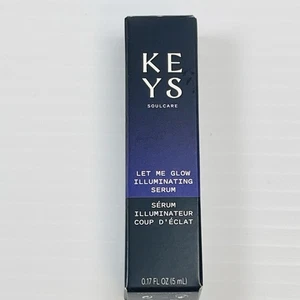 KE
YS
SOULCARE
LET ME GLOW
ILLUMINATING
SERUM
SÉRUM
ILLUMINATEUR
COUP D'ÉCLAT
0.17 FL OZ (5 mL)